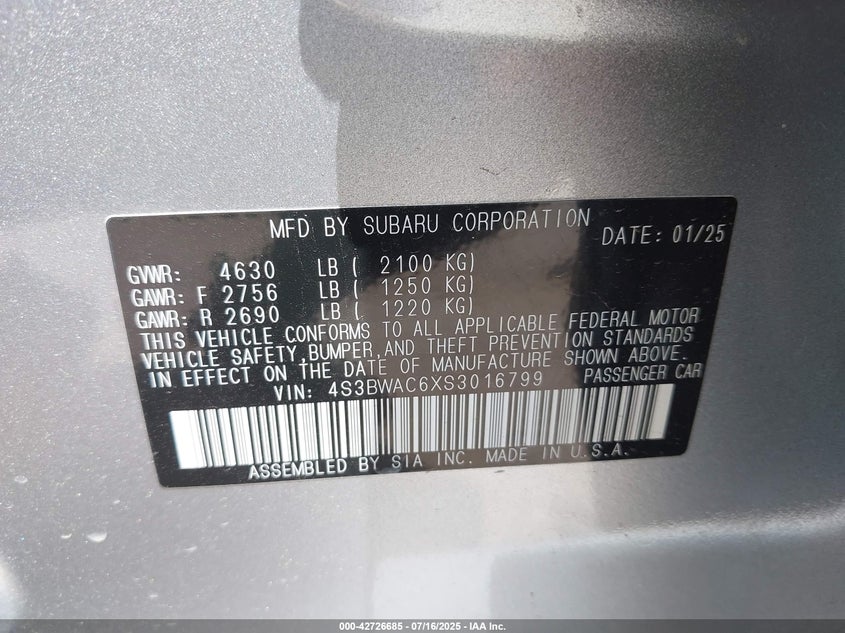 MFD BY SUBARU CORPORATION DATE: 01/25
GVWR: 4630 LB ( 2100 KG)
GAWR: F 2756 LB ( 1250 KG)
GAWR: R 2690 LB ( 1220 KG)
THIS VEHICLE CONFORMS TO ALL APPLICABLE FEDERAL MOTOR
VEHICLE SAFETY,BUMPER,AND THEFT PREVENTION STANDARDS
IN EFFECT ON THE DATE OF MANUFACTURE SHOWN ABOVE.
VIN: 4S3BWAC6XS3016799 PASSENGER CAR
ASSEMBLED BY SIA INC. MADE IN U.S.A.
000-42726685 / 07/16/2025 - IAA Inc.